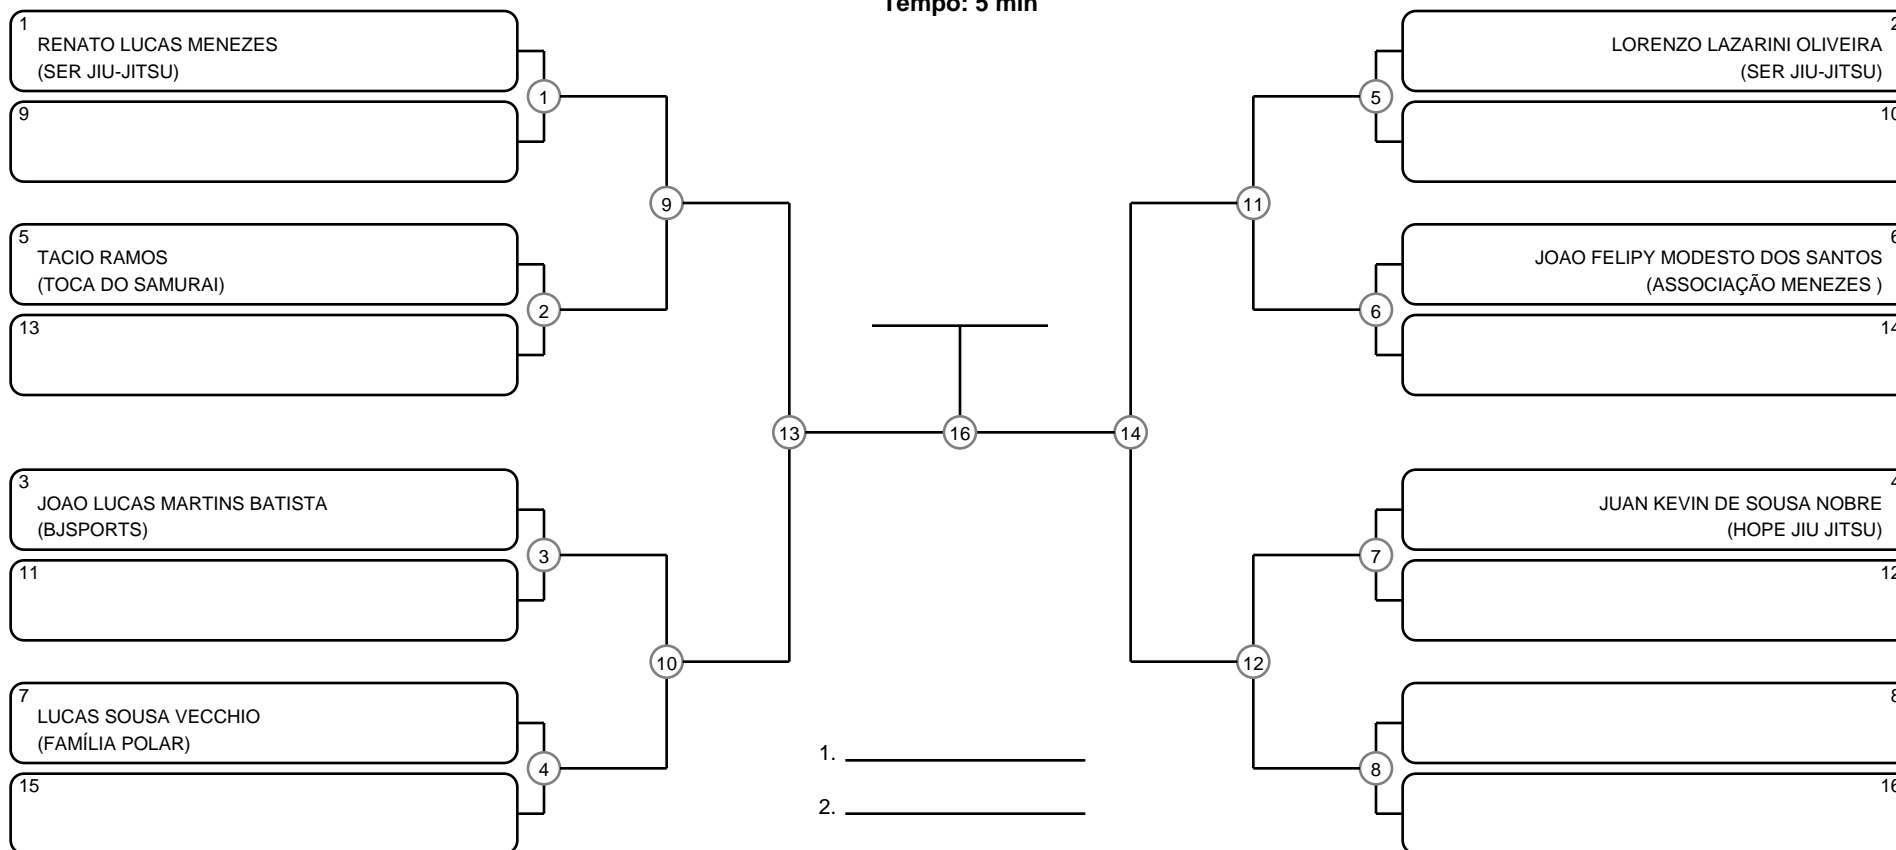 Tempo: 5 min
1
RENATO LUCAS MENEZES
(SER JIU-JITSU)
9
1
5
TACIO RAMOS
(TOCA DO SAMURAI)
13
2
9
3
JOAO LUCAS MARTINS BATISTA
(BJSPORTS)
11
3
7
LUCAS SOUSA VECCHIO
(FAMÍLIA POLAR)
15
4
10
13
16
14
1.
2.
2
LORENZO LAZARINI OLIVEIRA
(SER JIU-JITSU)
10
5
6
JOAO FELIPY MODESTO DOS SANTOS
(ASSOCIAÇÃO MENEZES )
14
6
11
4
JUAN KEVIN DE SOUSA NOBRE
(HOPE JIU JITSU)
12
7
8
16
8
12